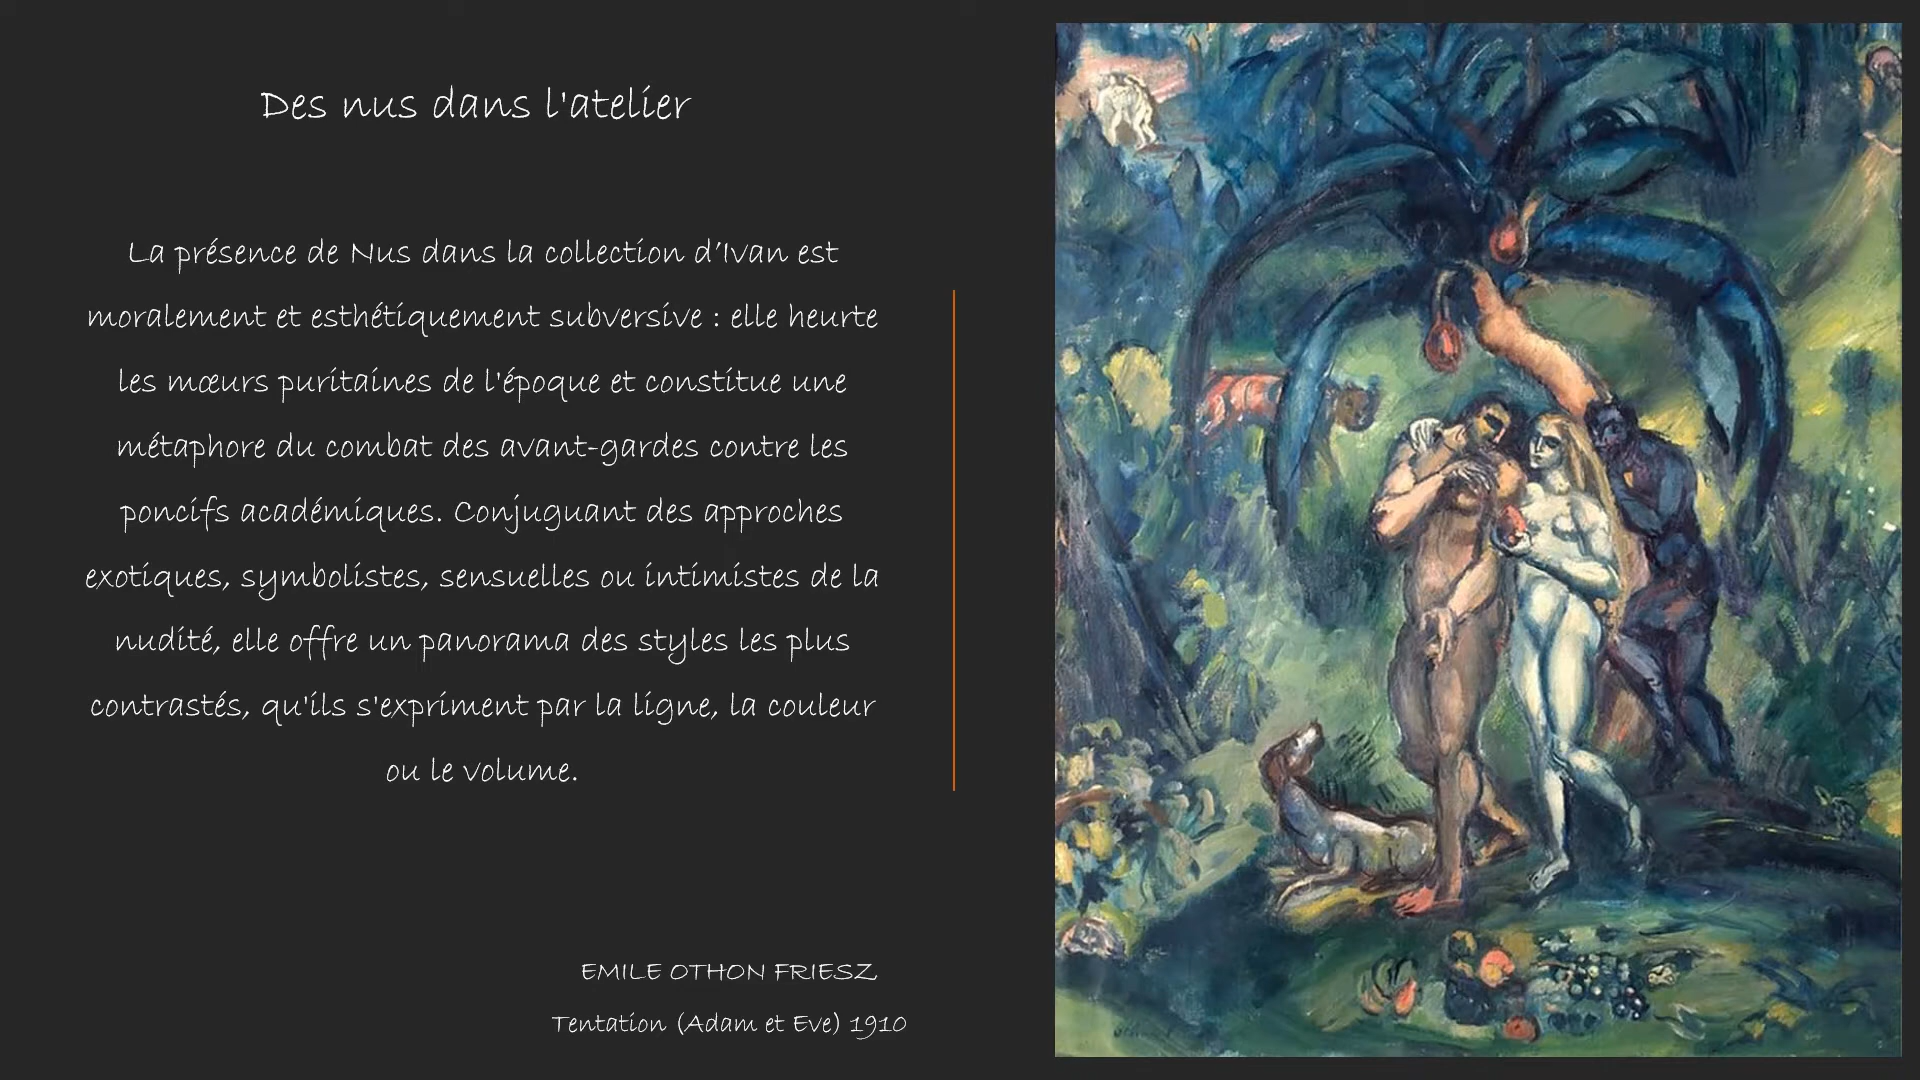 Des nus dans l'atelier
La présence de Nus dans la collection d’Ivan est
moralement et esthétiquement subversive : elle heurte
les mœurs puritaines de l'époque et constitue une
métaphore du combat des avant-gardes contre les
poncifs académiques. Conjuguant des approches
exotiques, symbolistes, sensuelles ou intimistes de la
nudité, elle offre un panorama des styles les plus
contrastés, qu'ils s'expriment par la ligne, la couleur
ou le volume.
EMILE OTHON FRIESZ
Tentation (Adam et Eve) 1910